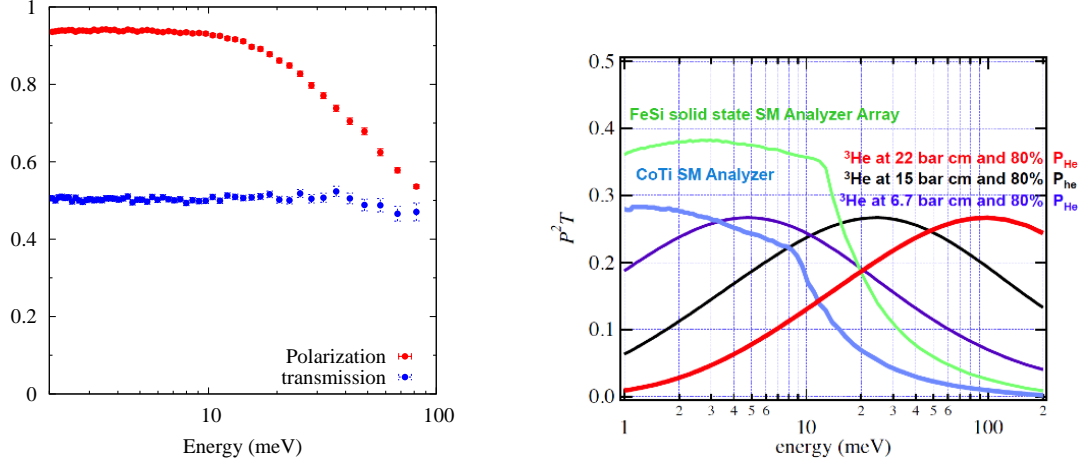 1
0.8
0.6
0.4
0.2
0
10
100
Energy (meV)
Polarization
transmission
0.5
0.4
0.3
0.2
0.1
0.0
P²T
FeSi solid state SM Analyzer Array
CoTi SM Analyzer
³He at 22 bar cm and 80% P_He
³He at 15 bar cm and 80% P_he
³He at 6.7 bar cm and 80% P_He
1 2 3 4 5 6 10 2 3 4 5 6 100 2
energy (meV)